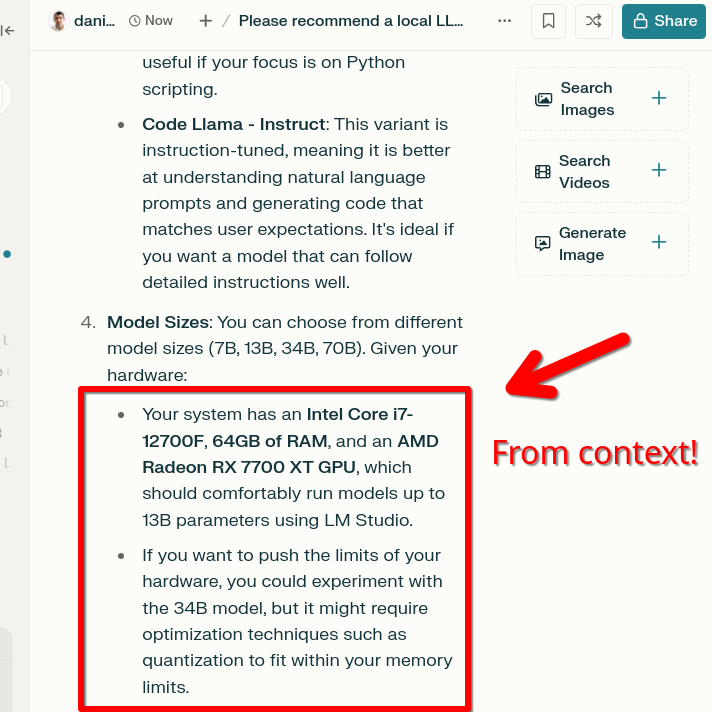 dani... Now + / Please recommend a local LL... ... Share
useful if your focus is on Python
scripting.
• Code Llama - Instruct: This variant is
instruction-tuned, meaning it is better
at understanding natural language
prompts and generating code that
matches user expectations. It's ideal if
you want a model that can follow
detailed instructions well.
4. Model Sizes: You can choose from different
model sizes (7B, 13B, 34B, 70B). Given your
hardware:
• Your system has an Intel Core i7-
12700F, 64GB of RAM, and an AMD
Radeon RX 7700 XT GPU, which
should comfortably run models up to
13B parameters using LM Studio.
• If you want to push the limits of your
hardware, you could experiment with
the 34B model, but it might require
optimization techniques such as
quantization to fit within your memory
limits.
Search
Images
Search
Videos
Generate
Image
From context!